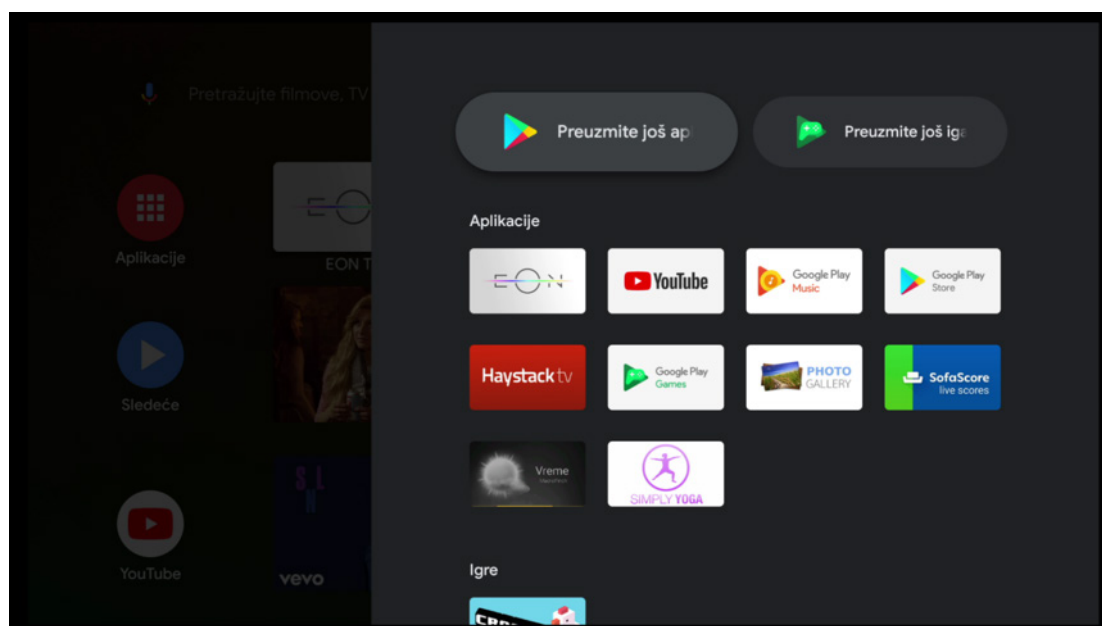 Pretražujte filmove, TV
Preuzmite još ap
Preuzmite još iga
Aplikacije
EON T
Sledeće
YouTube
vevo
Aplikacije
EON
YouTube
Google Play
Music
Google Play
Store
Haystack tv
Google Play
Games
PHOTO
GALLERY
SofaScore
live scores
Vreme
SIMPLY YOGA
Igre